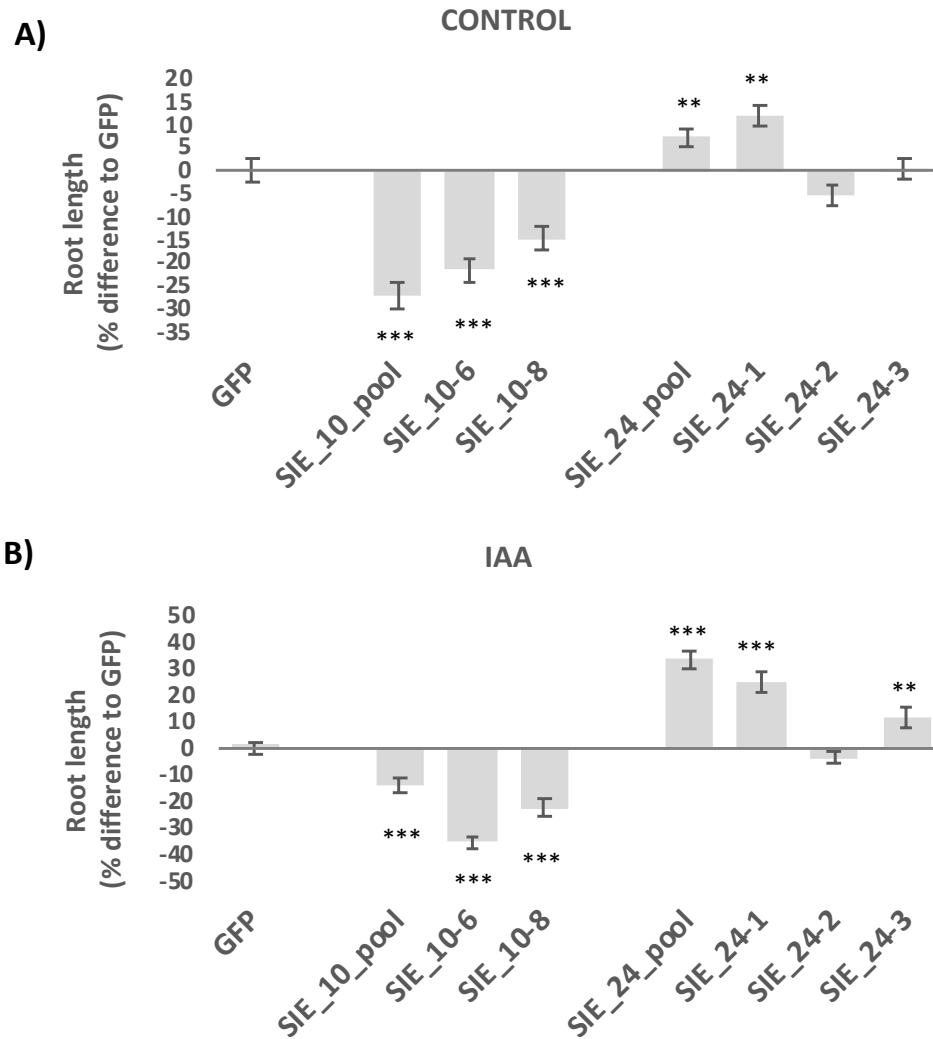 A)
CONTROL
Root length
(% difference to GFP)
20
15
10
5
0
-5
-10
-15
-20
-25
-30
-35
***
***
***
**
**
GFP
SIE_10_pool
SIE_10-6
SIE_10-8
SIE_24_pool
SIE_24-1
SIE_24-2
SIE_24-3
B)
IAA
Root length
(% difference to GFP)
50
40
30
20
10
0
-10
-20
-30
-40
-50
***
***
***
***
***
**
GFP
SIE_10_pool
SIE_10-6
SIE_10-8
SIE_24_pool
SIE_24-1
SIE_24-2
SIE_24-3